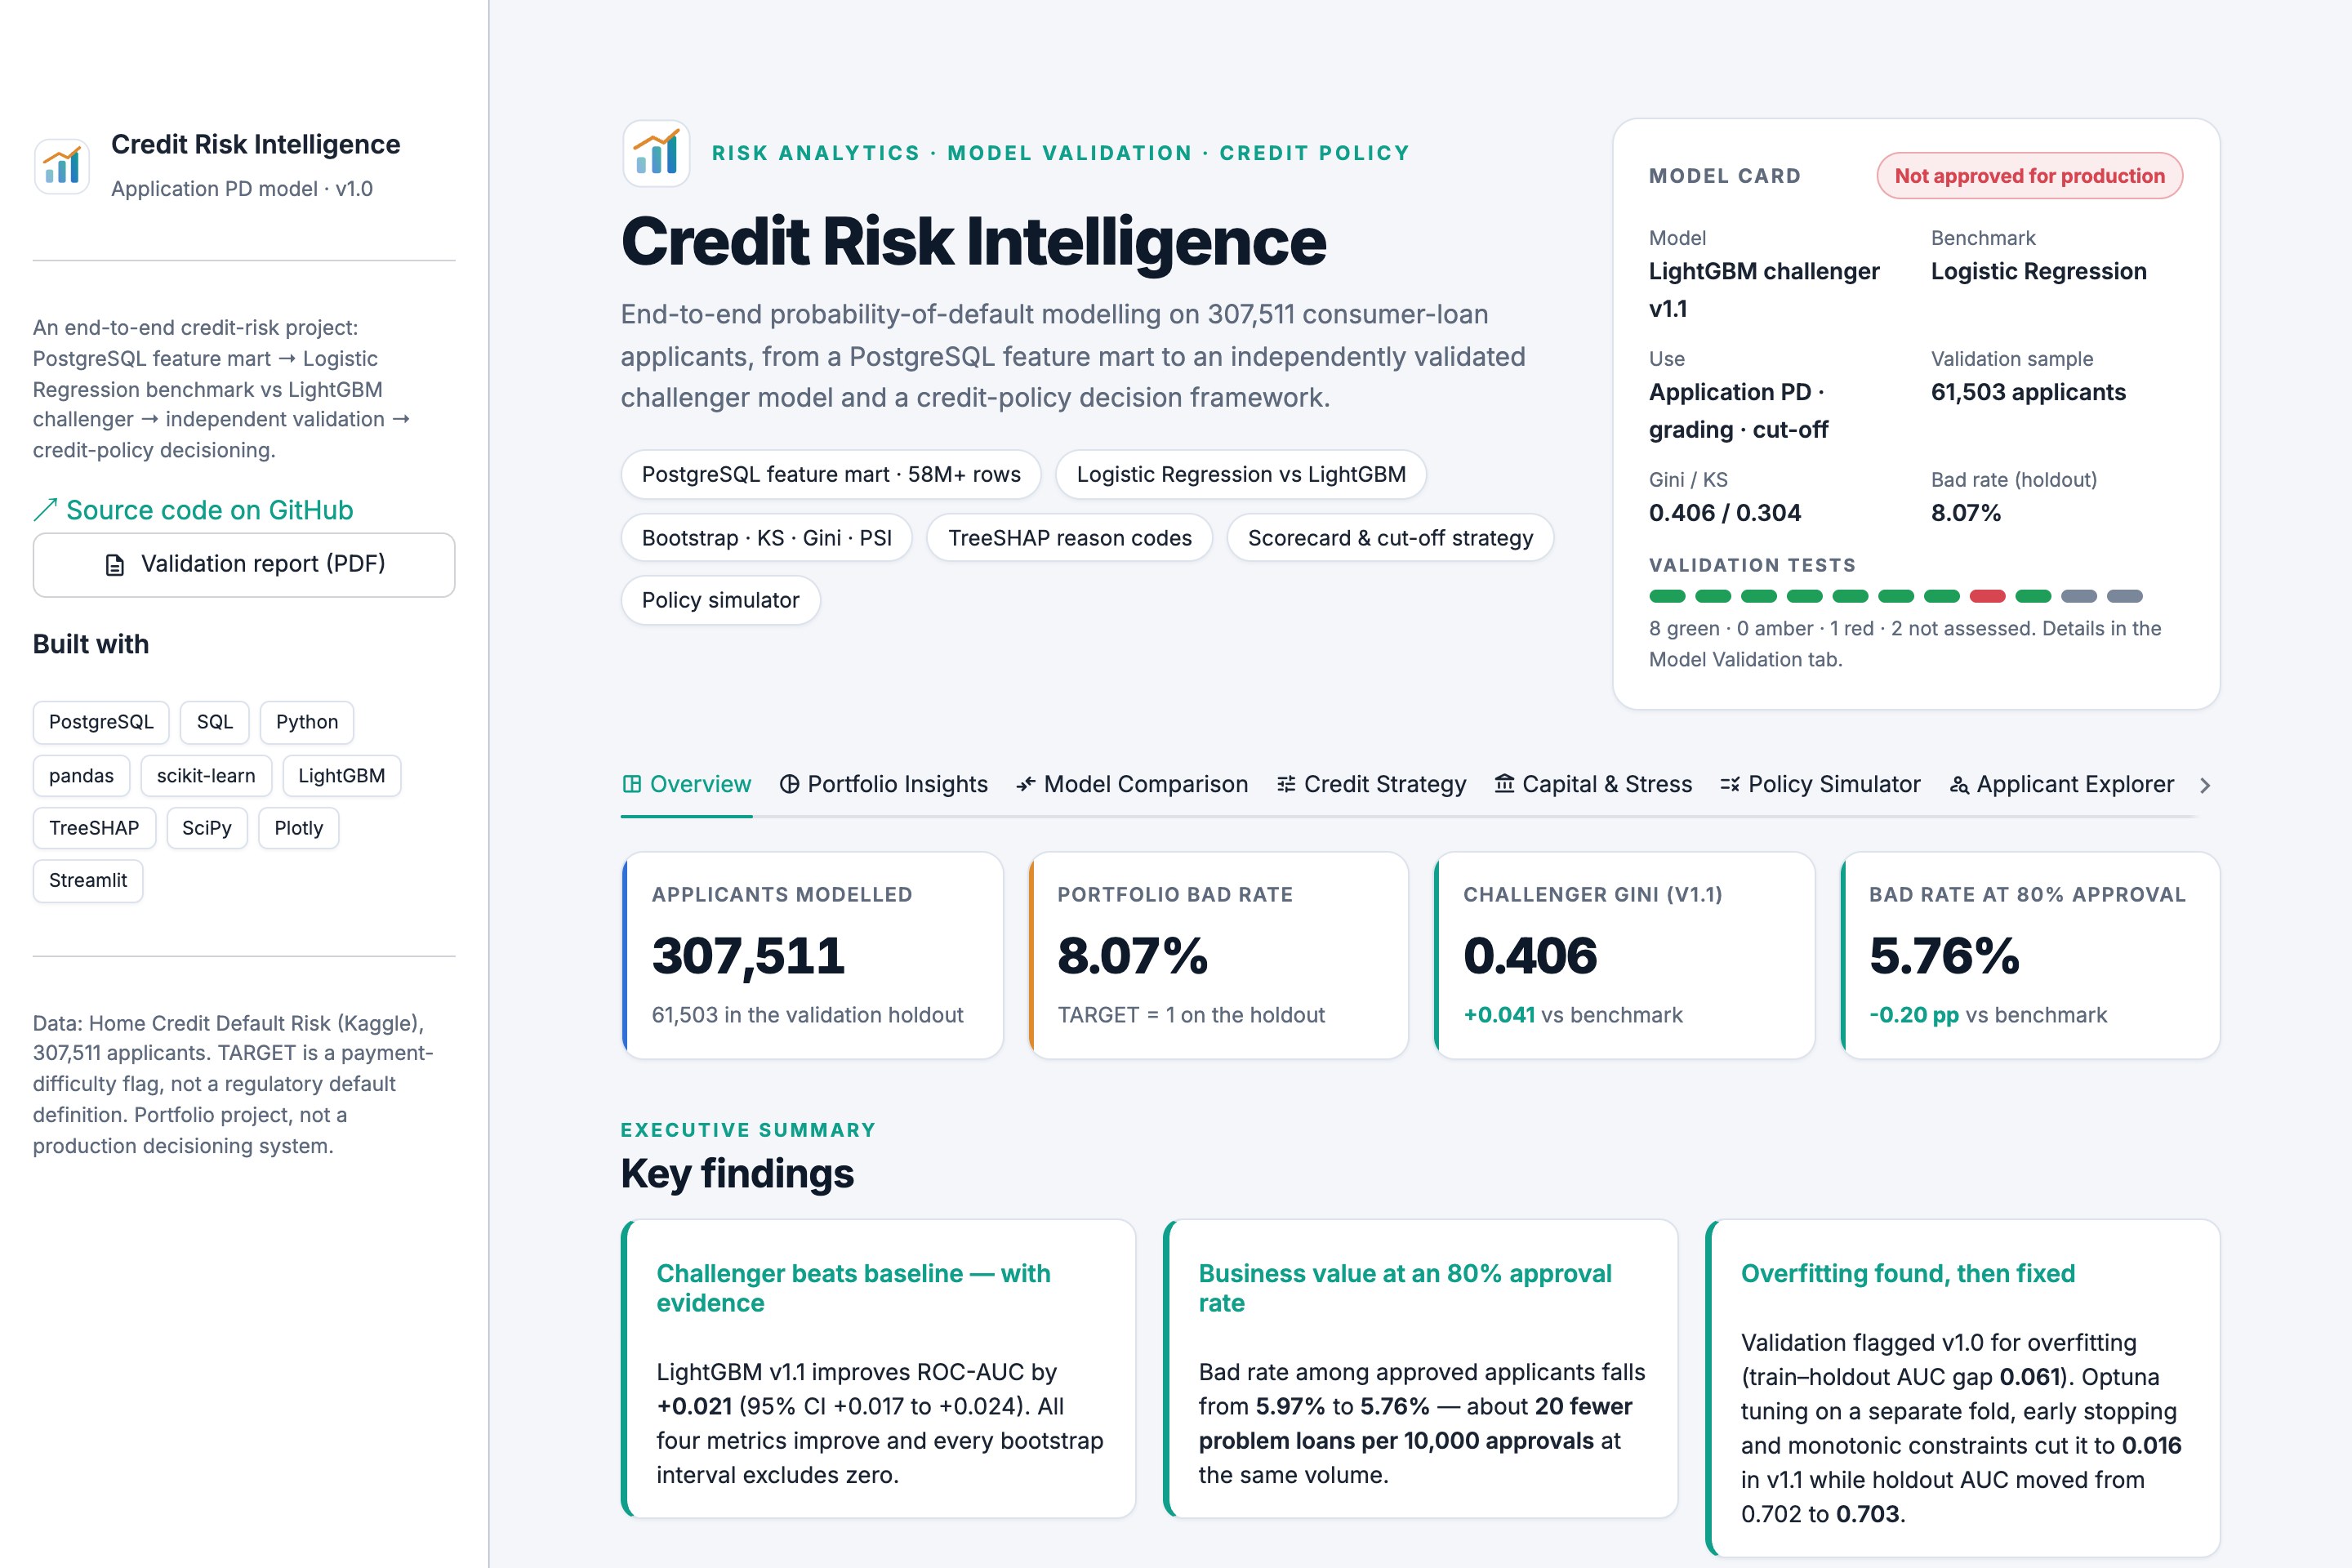 Credit Risk Intelligence
Application PD model · v1.0
An end-to-end credit-risk project:
PostgreSQL feature mart → Logistic
Regression benchmark vs LightGBM
challenger → independent validation →
credit-policy decisioning.
Source code on GitHub
Validation report (PDF)
Built with
PostgreSQL
SQL
Python
pandas
scikit-learn
LightGBM
TreeSHAP
SciPy
Plotly
Streamlit
Data: Home Credit Default Risk (Kaggle),
307,511 applicants. TARGET is a payment-
difficulty flag, not a regulatory default
definition. Portfolio project, not a
production decisioning system.
RISK ANALYTICS · MODEL VALIDATION · CREDIT POLICY
Credit Risk Intelligence
End-to-end probability-of-default modelling on 307,511 consumer-loan
applicants, from a PostgreSQL feature mart to an independently validated
challenger model and a credit-policy decision framework.
PostgreSQL feature mart · 58M+ rows
Logistic Regression vs LightGBM
Bootstrap · KS · Gini · PSI
TreeSHAP reason codes
Scorecard & cut-off strategy
Policy simulator
MODEL CARD
Not approved for production
Model
LightGBM challenger
v1.1
Benchmark
Logistic Regression
Use
Application PD ·
grading · cut-off
Validation sample
61,503 applicants
Gini / KS
0.406 / 0.304
Bad rate (holdout)
8.07%
VALIDATION TESTS
8 green · 0 amber · 1 red · 2 not assessed. Details in the
Model Validation tab.
Overview
Portfolio Insights
Model Comparison
Credit Strategy
Capital & Stress
Policy Simulator
Applicant Explorer
APPLICANTS MODELLED
307,511
61,503 in the validation holdout
PORTFOLIO BAD RATE
8.07%
TARGET = 1 on the holdout
CHALLENGER GINI (V1.1)
0.406
+0.041 vs benchmark
BAD RATE AT 80% APPROVAL
5.76%
-0.20 pp vs benchmark
EXECUTIVE SUMMARY
Key findings
Challenger beats baseline — with
evidence
LightGBM v1.1 improves ROC-AUC by
+0.021 (95% CI +0.017 to +0.024). All
four metrics improve and every bootstrap
interval excludes zero.
Business value at an 80% approval
rate
Bad rate among approved applicants falls
from 5.97% to 5.76% — about 20 fewer
problem loans per 10,000 approvals at
the same volume.
Overfitting found, then fixed
Validation flagged v1.0 for overfitting
(train–holdout AUC gap 0.061). Optuna
tuning on a separate fold, early stopping
and monotonic constraints cut it to 0.016
in v1.1 while holdout AUC moved from
0.702 to 0.703.